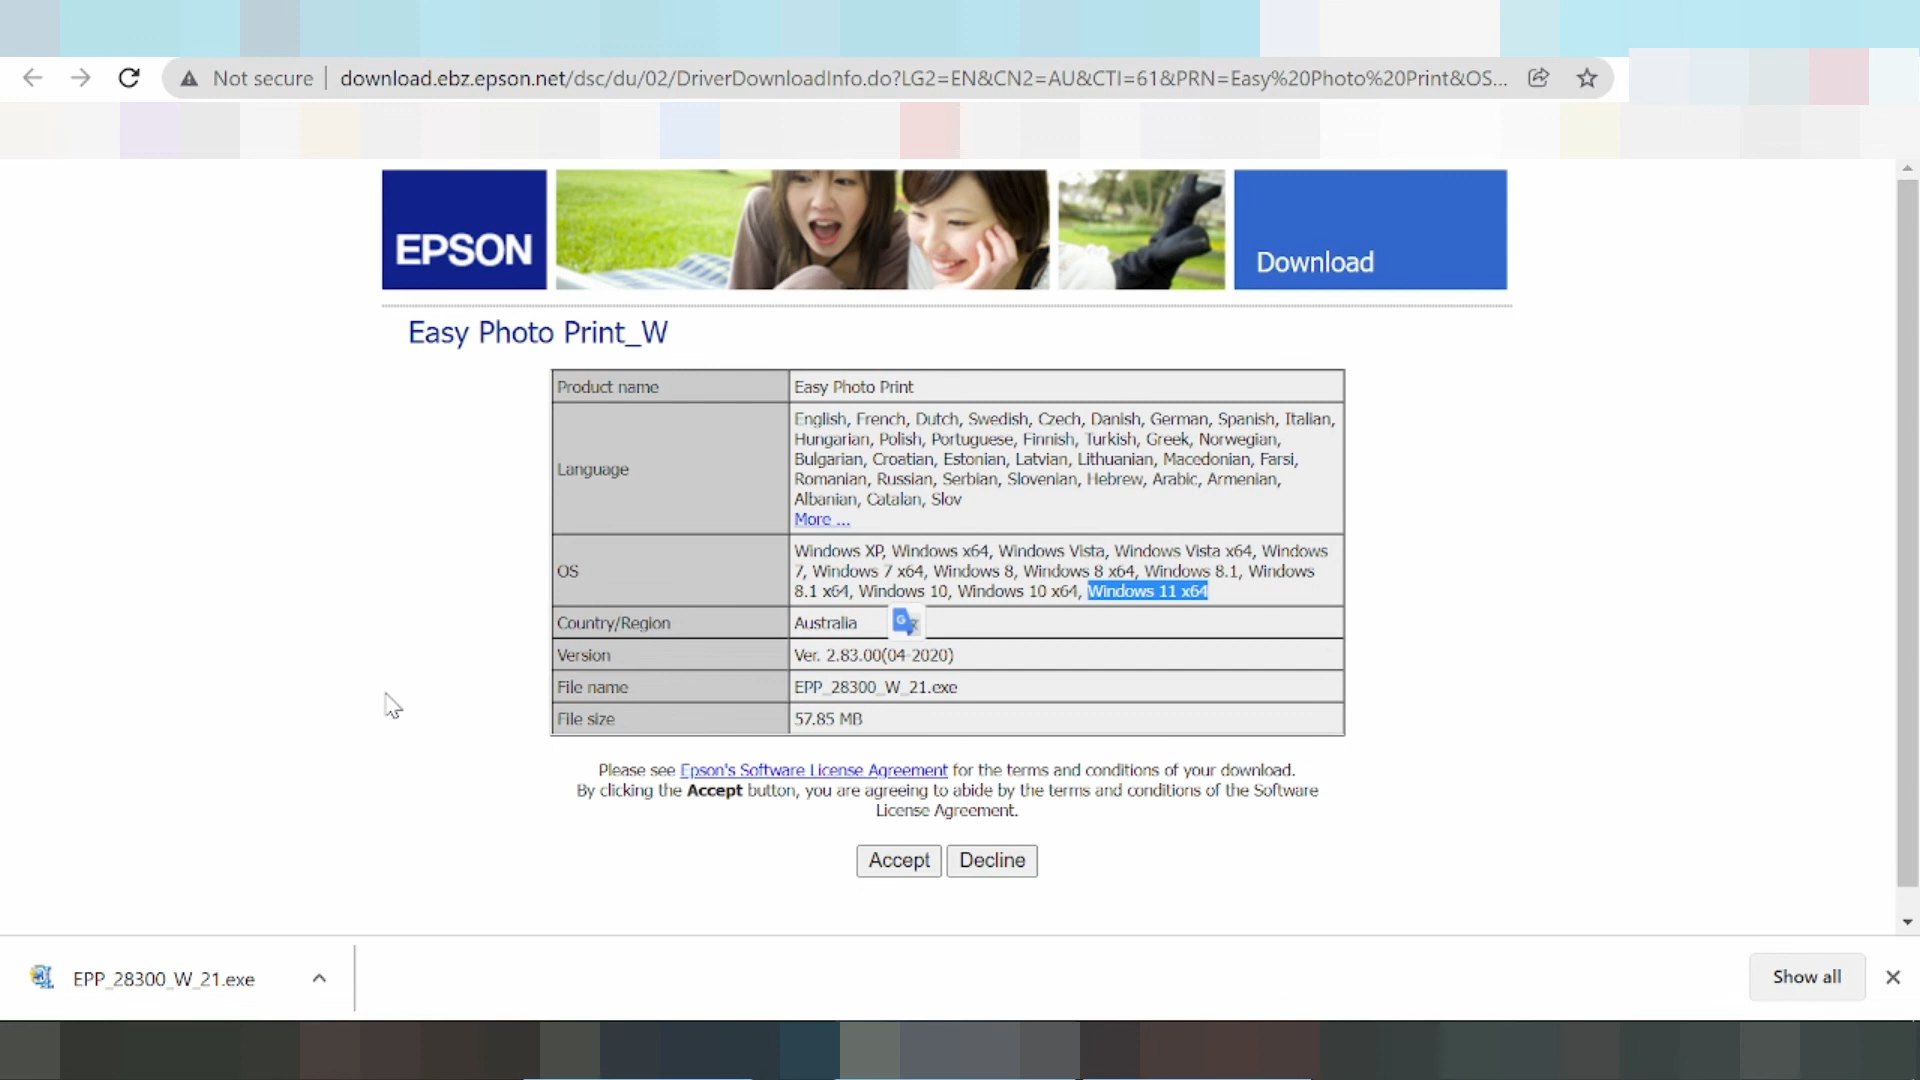 Not secure
download.ebz.epson.net/dsc/du/02/DriverDownloadInfo.do?LG2=EN&CN2=AU&CTI=61&PRN=Easy%20Photo%20Print&OS...
EPSON
Download
Easy Photo Print_W
Product name
Easy Photo Print
Language
English, French, Dutch, Swedish, Czech, Danish, German, Spanish, Italian,
Hungarian, Polish, Portuguese, Finnish, Turkish, Greek, Norwegian,
Bulgarian, Croatian, Estonian, Latvian, Lithuanian, Macedonian, Farsi,
Romanian, Russian, Serbian, Slovenian, Hebrew, Arabic, Armenian,
Albanian, Catalan, Slov
More ...
OS
Windows XP, Windows x64, Windows Vista, Windows Vista x64, Windows
7, Windows 7 x64, Windows 8, Windows 8 x64, Windows 8.1, Windows
8.1 x64, Windows 10, Windows 10 x64, Windows 11 x64
Country/Region
Australia
Version
Ver. 2.83.00(04-2020)
File name
EPP_28300_W_21.exe
File size
57.85 MB
Please see Epson's Software License Agreement for the terms and conditions of your download.
By clicking the Accept button, you are agreeing to abide by the terms and conditions of the Software
License Agreement.
Accept
Decline
EPP_28300_W_21.exe
Show all